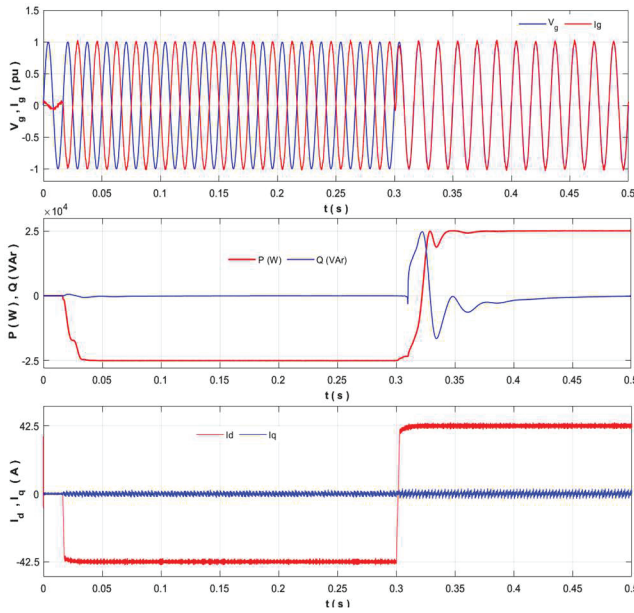 V_g Ig
1
0.5
0
-0.5
-1
V_g , I_g ( pu )
0 0.05 0.1 0.15 0.2 0.25 0.3 0.35 0.4 0.45 0.5
t ( s )
×10^4
2.5
0
-2.5
P (W) , Q (VAr)
P (W) Q (VAr)
0 0.05 0.1 0.15 0.2 0.25 0.3 0.35 0.4 0.45 0.5
t ( s )
42.5
0
-42.5
I_d , I_q ( A )
Id Iq
0 0.05 0.1 0.15 0.2 0.25 0.3 0.35 0.4 0.45 0.5
t ( s )